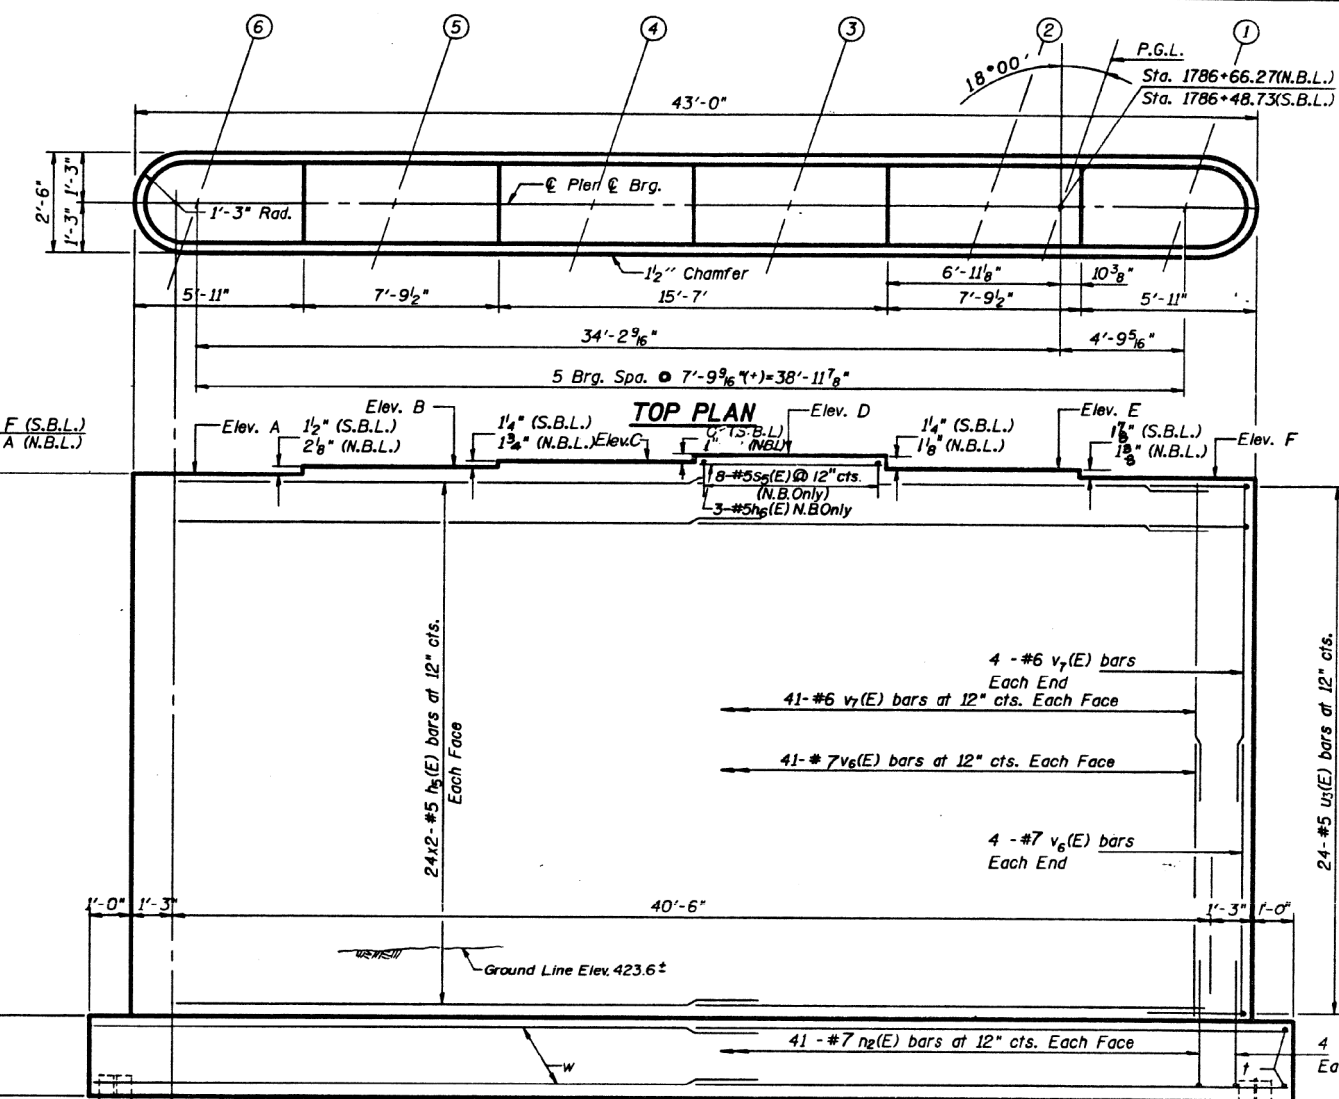 6 5 4 3 2 1
18°00'
P.G.L.
Sta. 1786+66.27(N.B.L.)
Sta. 1786+48.73(S.B.L.)
43'-0"
2'-6"
1'-3"
1'-3"
℄ Pier ℄ Brg.
1'-3" Rad.
1½" Chamfer
6'-11⅛"
10⅜"
5'-11"
7'-9½"
15'-7'
7'-9½"
5'-11"
34'-2 9/16"
4'-9 5/16"
5 Brg. Spa. @ 7'-9 9/16"(+)=38'-11⅞"
TOP PLAN
F (S.B.L.)
A (N.B.L.)
Elev. A
1½" (S.B.L.)
2⅛" (N.B.L.)
Elev. B
1¼" (S.B.L.)
1¾" (N.B.L.)
Elev.C
(S.B.L)
1" (NBL)
Elev. D
1¼" (S.B.L.)
1⅛" (N.B.L.)
Elev. E
1⅞" (S.B.L.)
(N.B.L.)
Elev. F
8-#5s5(E) @ 12" cts.
(N.B.Only)
3-#5h6(E) N.B.Only
24x2-#5 h5(E) bars at 12" cts.
Each Face
4 -#6 v7(E) bars
Each End
41-#6 v7(E) bars at 12" cts. Each Face
41-# 7v6(E) bars at 12" cts. Each Face
4 -#7 v6(E) bars
Each End
24-#5 u3(E) bars at 12" cts.
1'-0"
1'-3"
40'-6"
1'-3"
1'-0"
Ground Line Elev. 423.6±
41 -#7 n2(E) bars at 12" cts. Each Face
w
t
4
Ea